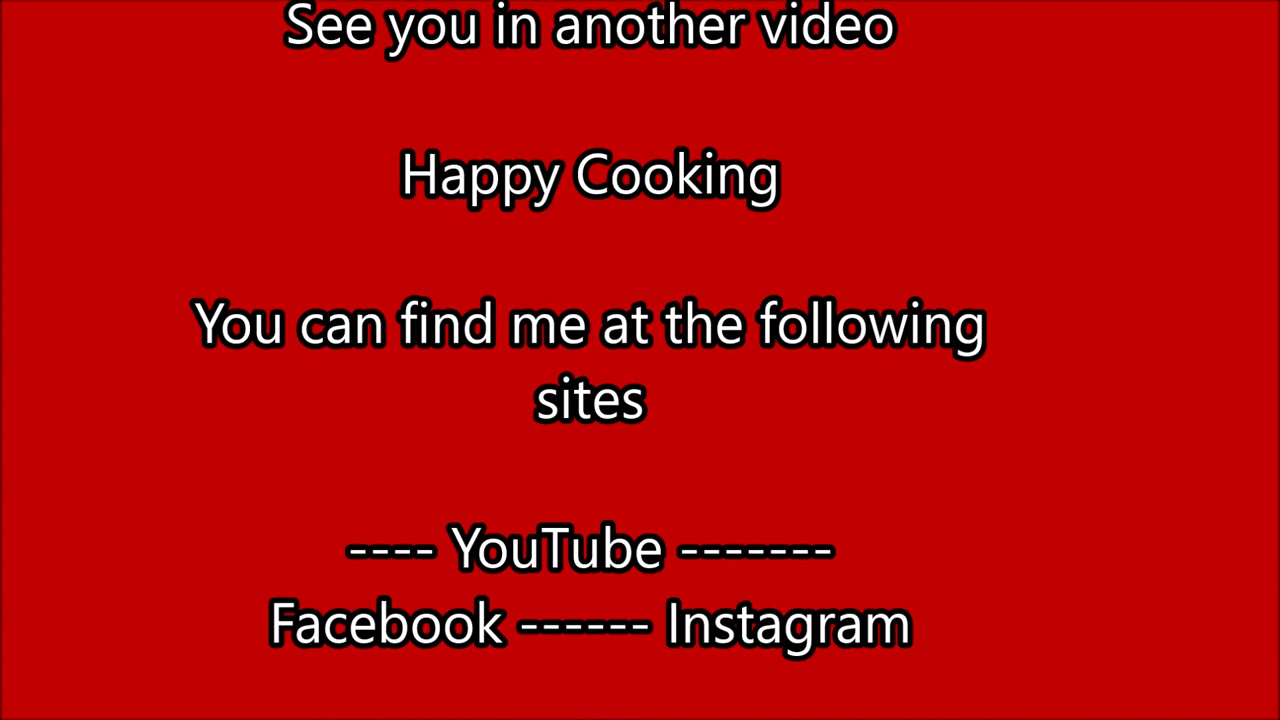 See you in another video
Happy Cooking
You can find me at the following
sites
---- YouTube -------
Facebook ------ Instagram